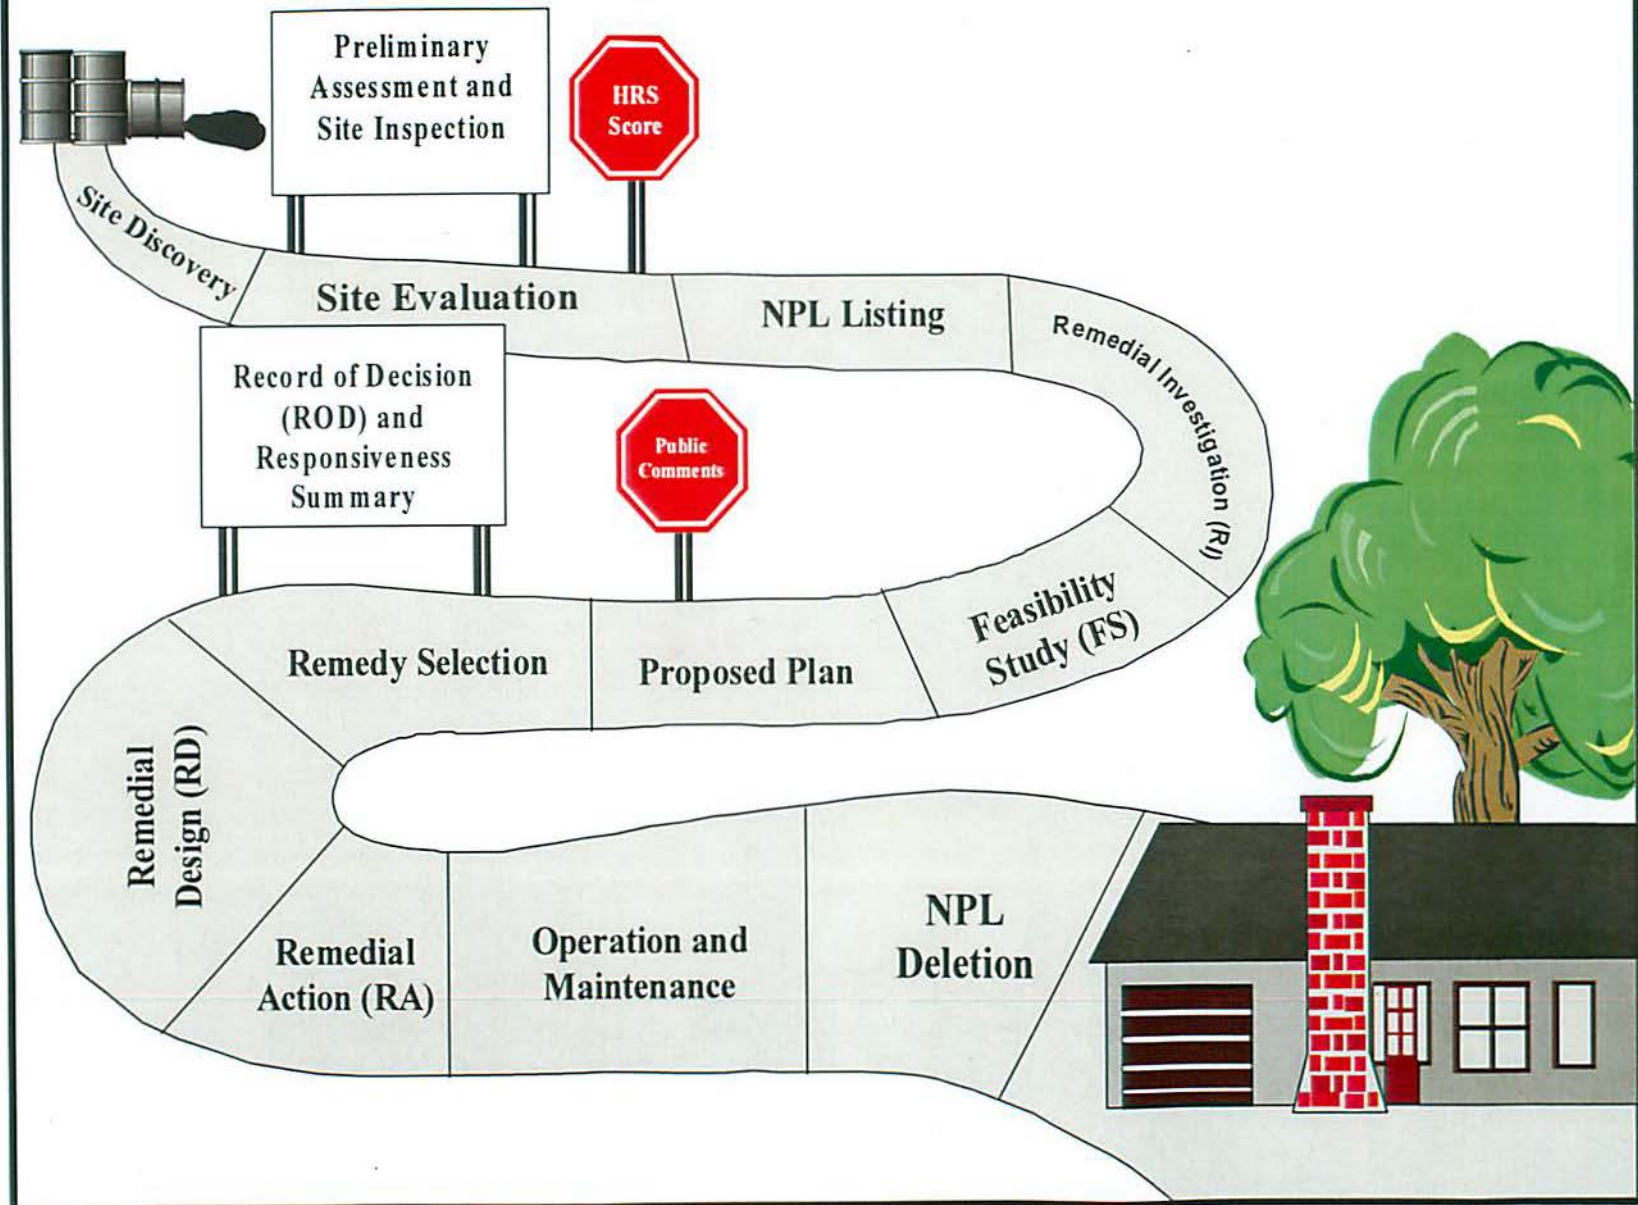 Preliminary
Assessment and
Site Inspection
HRS
Score
Site Discovery
Site Evaluation
NPL Listing
Remedial Investigation (RI)
Record of Decision
(ROD) and
Responsiveness
Summary
Public
Comments
Feasibility
Study (FS)
Proposed Plan
Remedy Selection
Remedial
Design (RD)
Remedial
Action (RA)
Operation and
Maintenance
NPL
Deletion